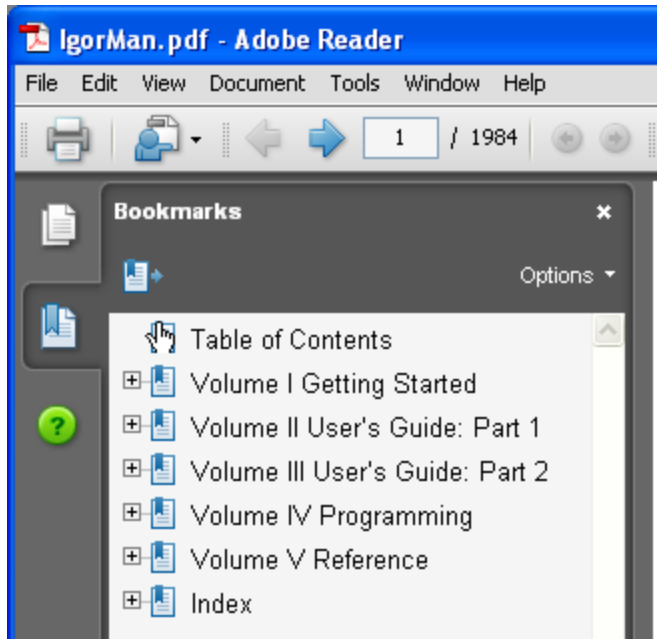 IgorMan.pdf - Adobe Reader
File Edit View Document Tools Window Help
1 / 1984
Bookmarks
Options
Table of Contents
Volume I Getting Started
Volume II User's Guide: Part 1
Volume III User's Guide: Part 2
Volume IV Programming
Volume V Reference
Index